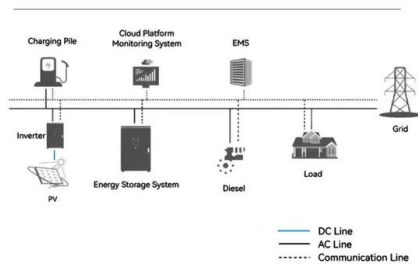 Charging Pile
Cloud Platform
Monitoring System
EMS
Grid
Inverter
PV
Energy Storage System
Diesel
Load
DC Line
AC Line
Communication Line